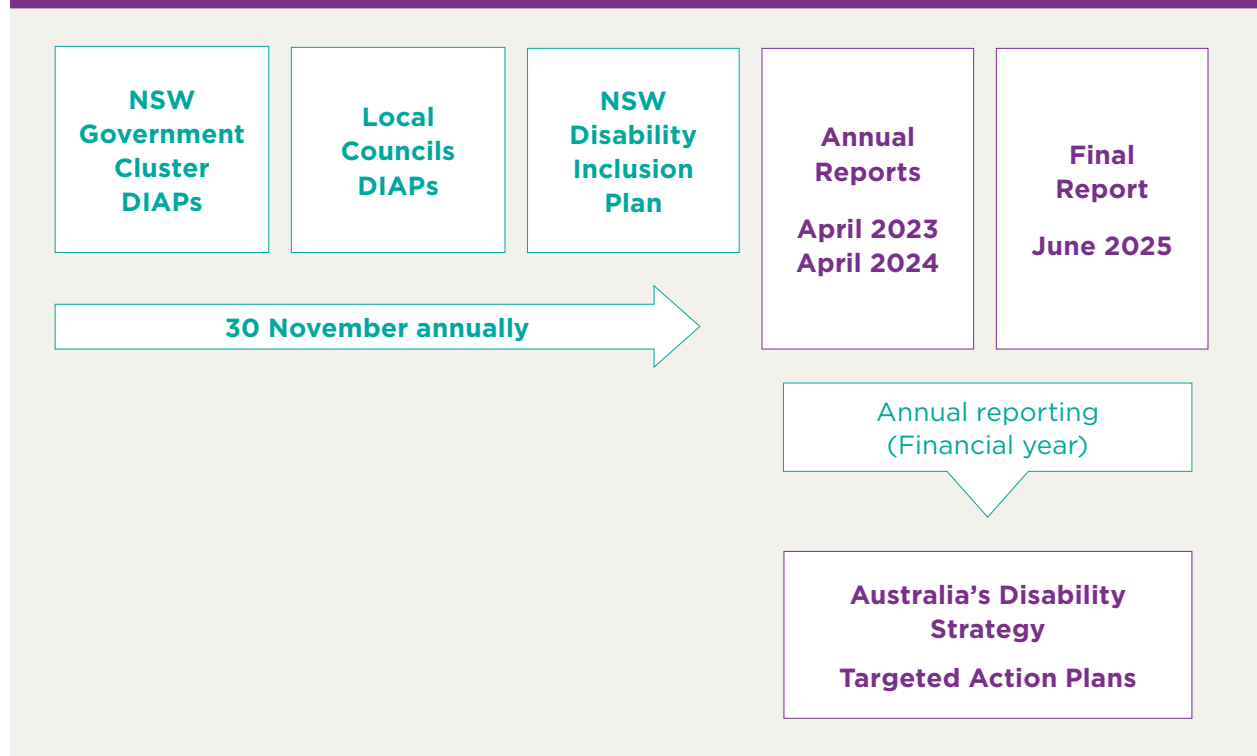 NSW
Government
Cluster
DIAPs
Local
Councils
DIAPs
NSW
Disability
Inclusion
Plan
Annual
Reports
April 2023
April 2024
Final
Report
June 2025
30 November annually
Annual reporting
(Financial year)
Australia’s Disability
Strategy
Targeted Action Plans